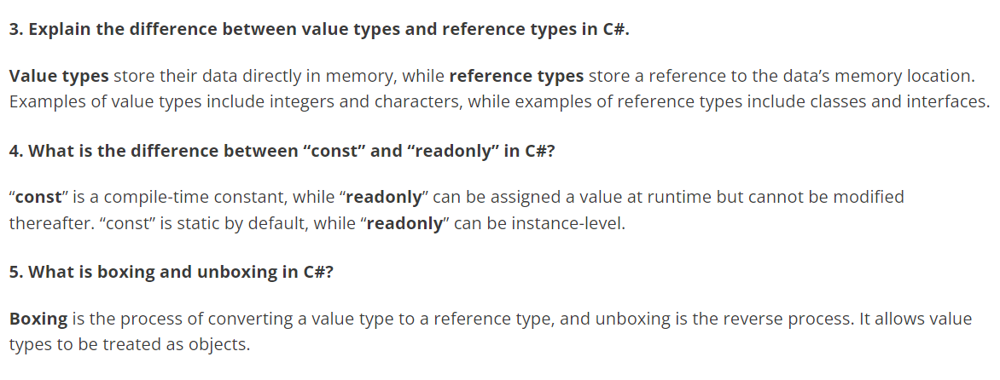 3. Explain the difference between value types and reference types in C#.
Value types store their data directly in memory, while reference types store a reference to the data’s memory location.
Examples of value types include integers and characters, while examples of reference types include classes and interfaces.
4. What is the difference between “const” and “readonly” in C#?
“const” is a compile-time constant, while “readonly” can be assigned a value at runtime but cannot be modified
thereafter. “const” is static by default, while “readonly” can be instance-level.
5. What is boxing and unboxing in C#?
Boxing is the process of converting a value type to a reference type, and unboxing is the reverse process. It allows value
types to be treated as objects.